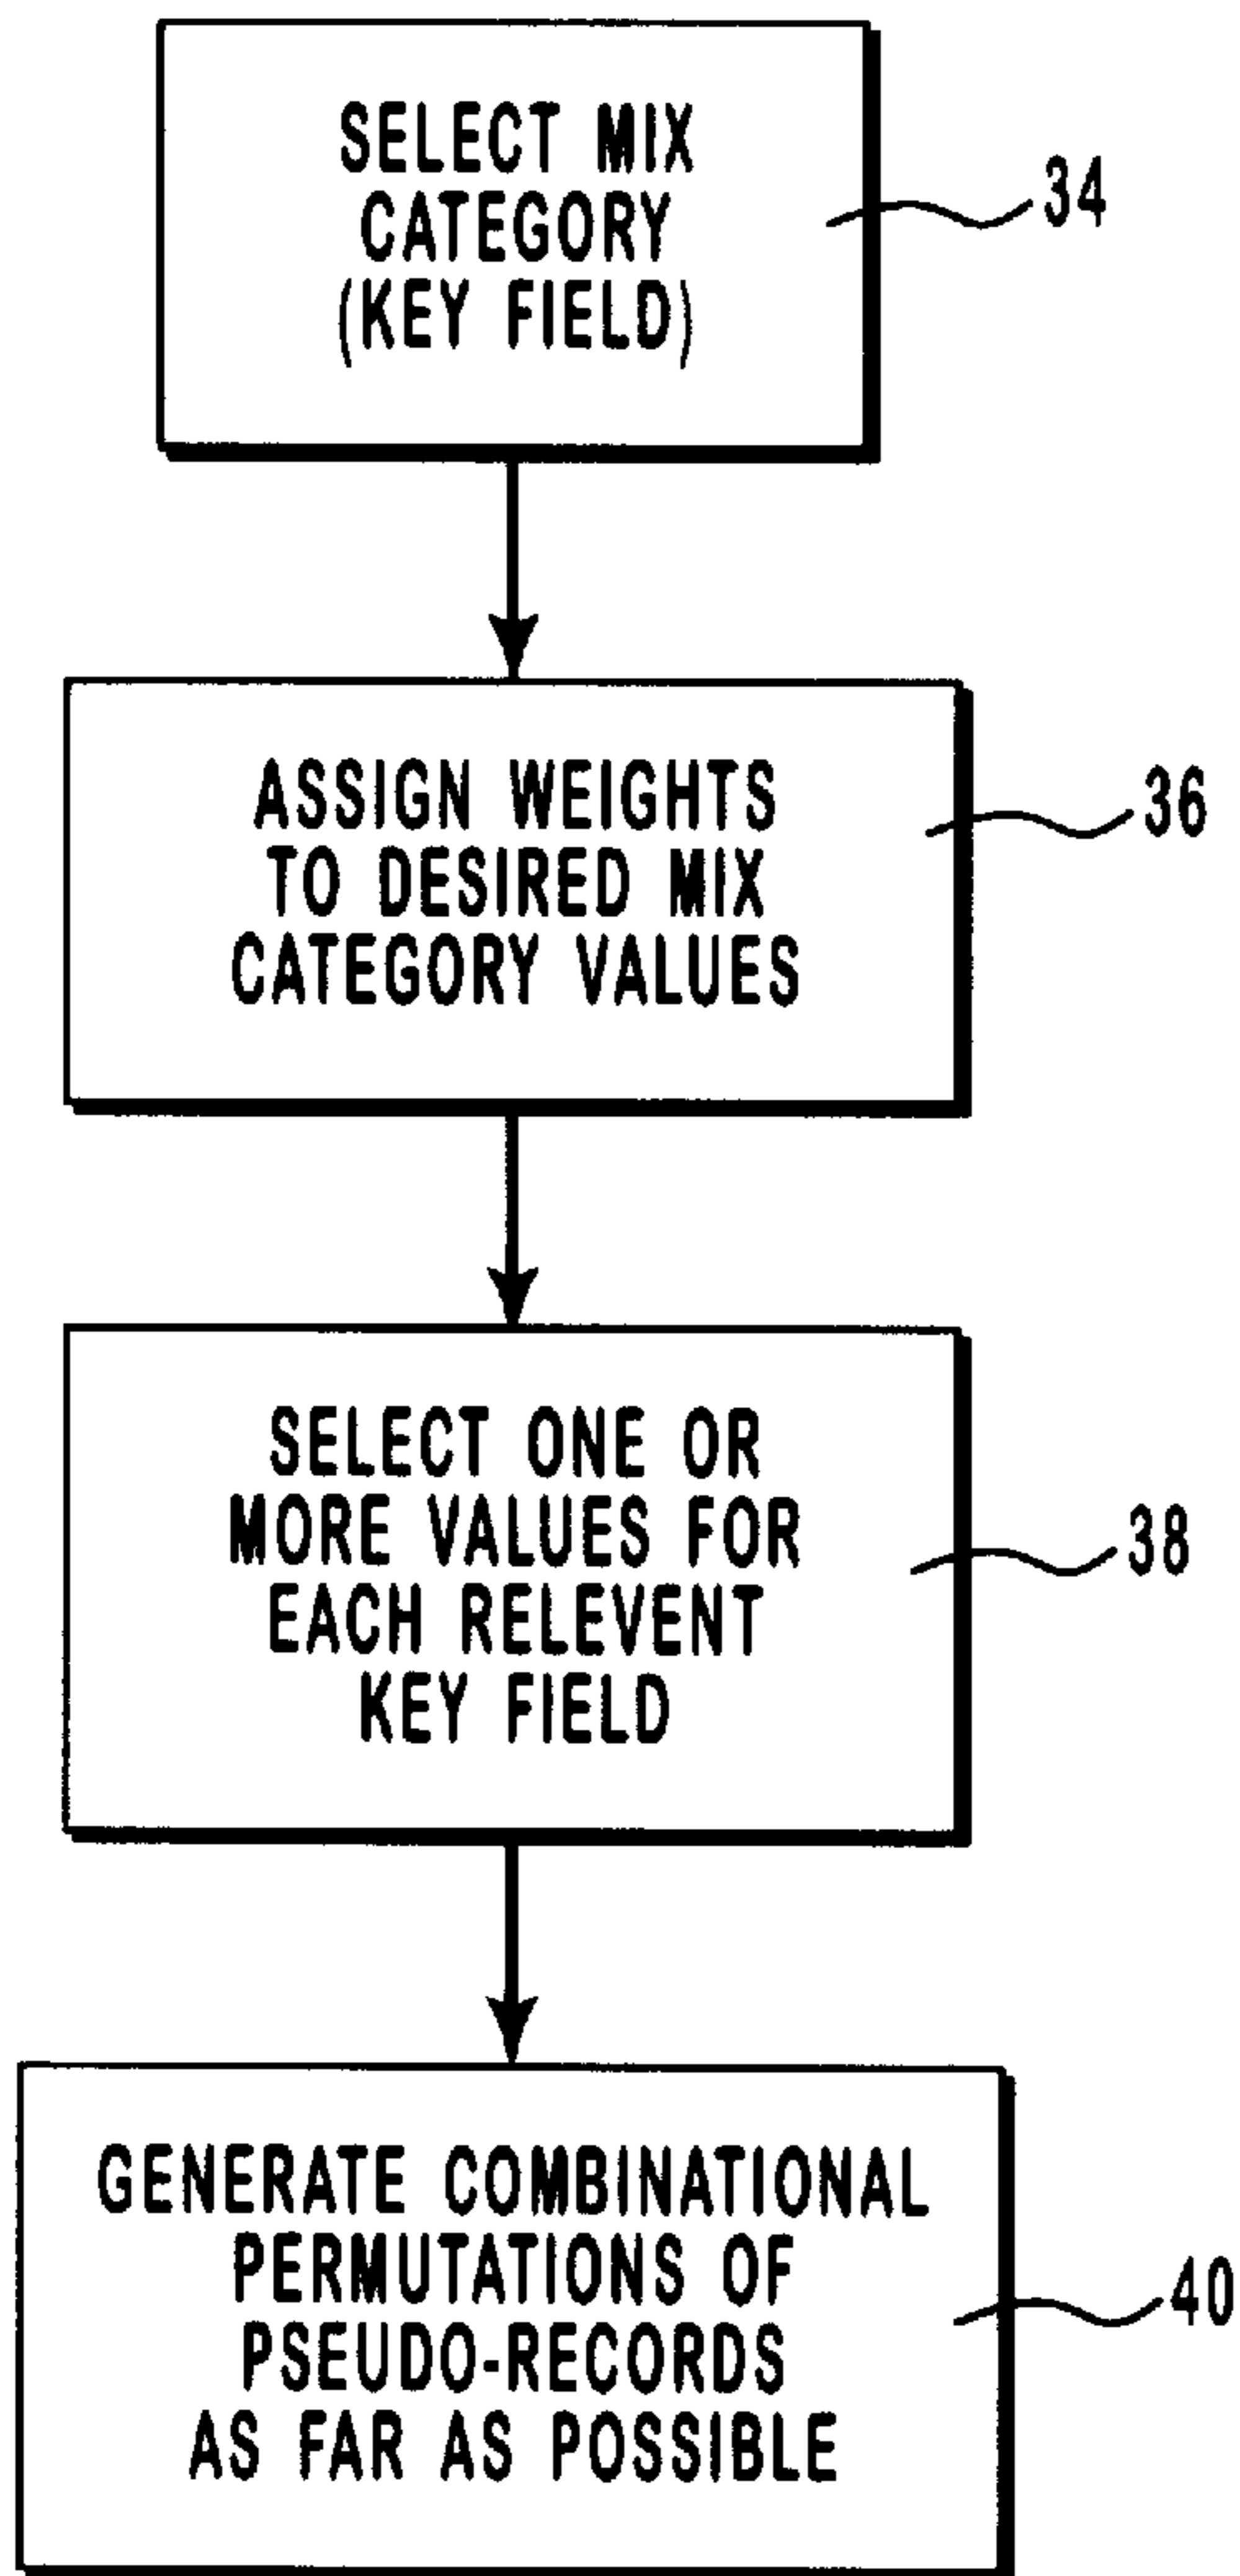 SELECT MIX
CATEGORY
(KEY FIELD)
34
ASSIGN WEIGHTS
TO DESIRED MIX
CATEGORY VALUES
36
SELECT ONE OR
MORE VALUES FOR
EACH RELEVENT
KEY FIELD
38
GENERATE COMBINATIONAL
PERMUTATIONS OF
PSEUDO-RECORDS
AS FAR AS POSSIBLE
40